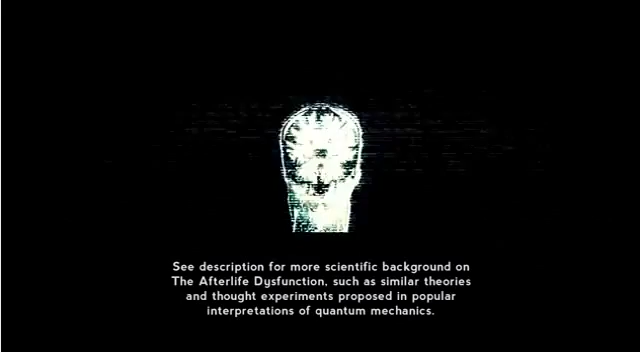 See description for more scientific background on
The Afterlife Dysfunction, such as similar theories
and thought experiments proposed in popular
interpretations of quantum mechanics.